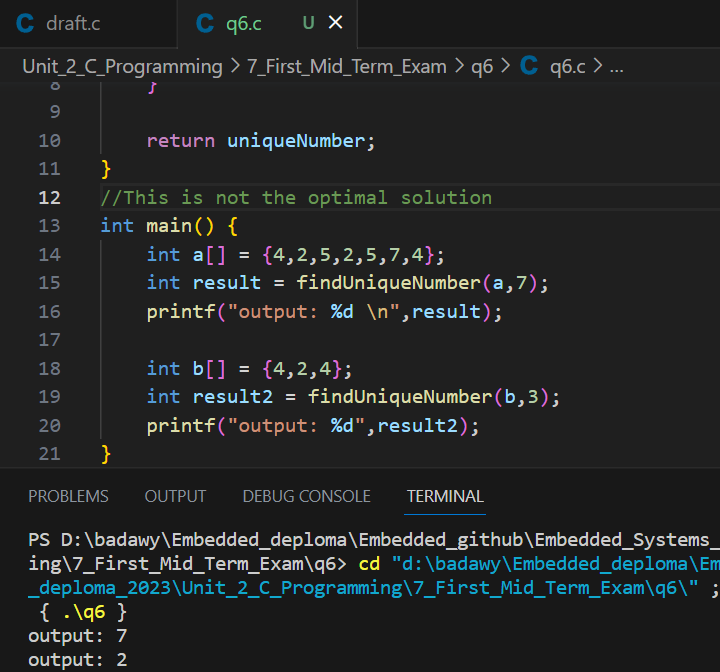 C draft.c C q6.c U ×
Unit_2_C_Programming > 7_First_Mid_Term_Exam > q6 > C q6.c > ...
8 }
9
10 return uniqueNumber;
11 }
12 //This is not the optimal solution
13 int main() {
14 int a[] = {4,2,5,2,5,7,4};
15 int result = findUniqueNumber(a,7);
16 printf("output: %d \n",result);
17
18 int b[] = {4,2,4};
19 int result2 = findUniqueNumber(b,3);
20 printf("output: %d",result2);
21 }
PROBLEMS OUTPUT DEBUG CONSOLE TERMINAL
PS D:\badawy\Embedded_deploma\Embedded_github\Embedded_Systems_
ing\7_First_Mid_Term_Exam\q6> cd "d:\badawy\Embedded_deploma\Em
_deploma_2023\Unit_2_C_Programming\7_First_Mid_Term_Exam\q6\" ;
{ .\q6 }
output: 7
output: 2